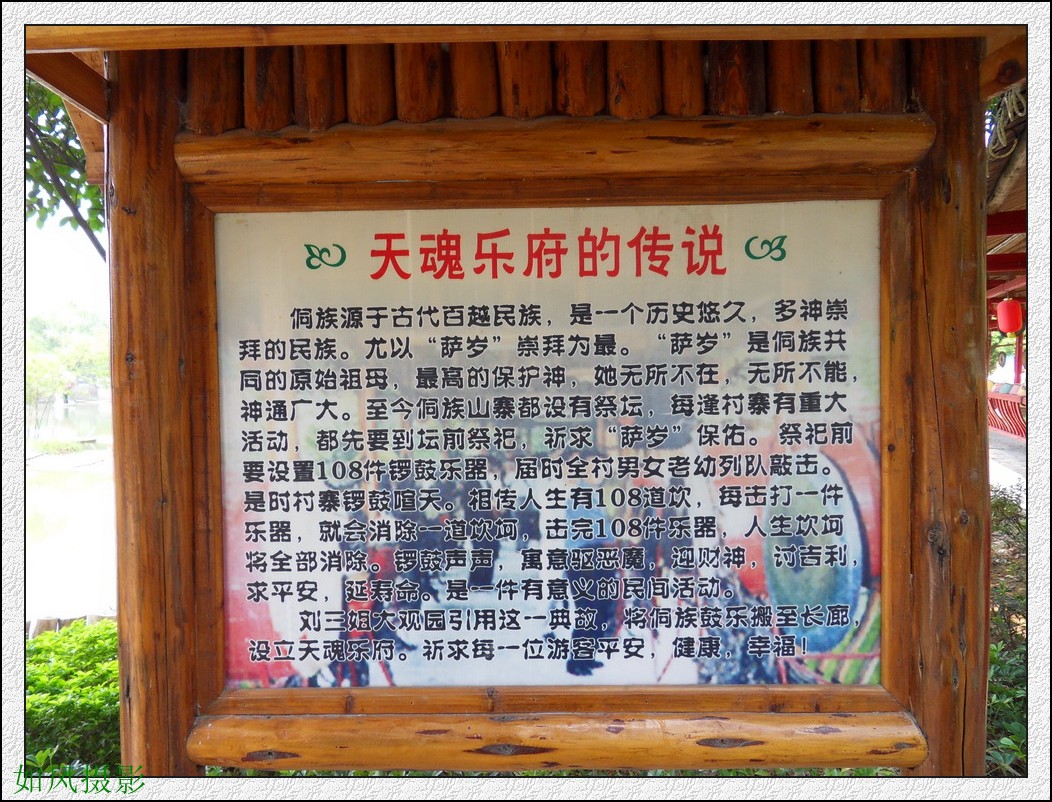 天魂乐府的传说
侗族源于古代百越民族，是一个历史悠久，多神崇
拜的民族。尤以“萨岁”崇拜为最。“萨岁”是侗族共
同的原始祖母，最高的保护神，她无所不在，无所不能，
神通广大。至今侗族山寨都设有祭坛，每逢村寨有重大
活动，都先要到坛前祭祀，祈求“萨岁”保佑。祭祀前
要设置108件锣鼓乐器，届时全村男女老幼列队敲击。
是时村寨锣鼓喧天。相传人生有108道坎，每击打一件
乐器，就会消除一道坎坷，击完108件乐器，人生坎坷
将全部消除。锣鼓声声，寓意驱恶魔，迎财神，讨吉利，
求平安，延寿命。是一件有意义的民间活动。
刘三姐大观园引用这一典故，将侗族鼓乐搬至长廊，
设立天魂乐府。祈求每一位游客平安，健康，幸福！
如风摄影